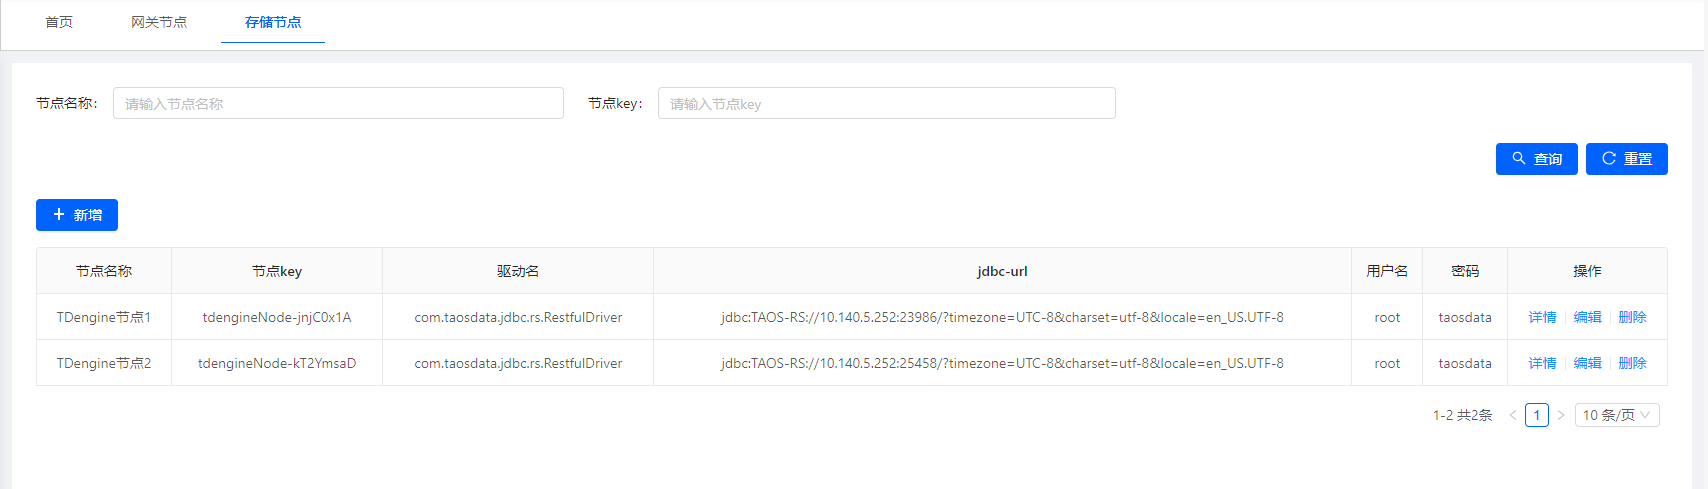 首页 网关节点 存储节点
节点名称: 请输入节点名称 节点key: 请输入节点key
查询 重置
新增
节点名称 节点key 驱动名 jdbc-url 用户名 密码 操作
TDengine节点1 tdengineNode-jnjC0x1A com.taosdata.jdbc.rs.RestfulDriver jdbc:TAOS-RS://10.140.5.252:23986/?timezone=UTC-8&charset=utf-8&locale=en_US.UTF-8 root taosdata 详情 编辑 删除
TDengine节点2 tdengineNode-kT2YmsaD com.taosdata.jdbc.rs.RestfulDriver jdbc:TAOS-RS://10.140.5.252:25458/?timezone=UTC-8&charset=utf-8&locale=en_US.UTF-8 root taosdata 详情 编辑 删除
1-2 共2条 < 1 > 10 条/页